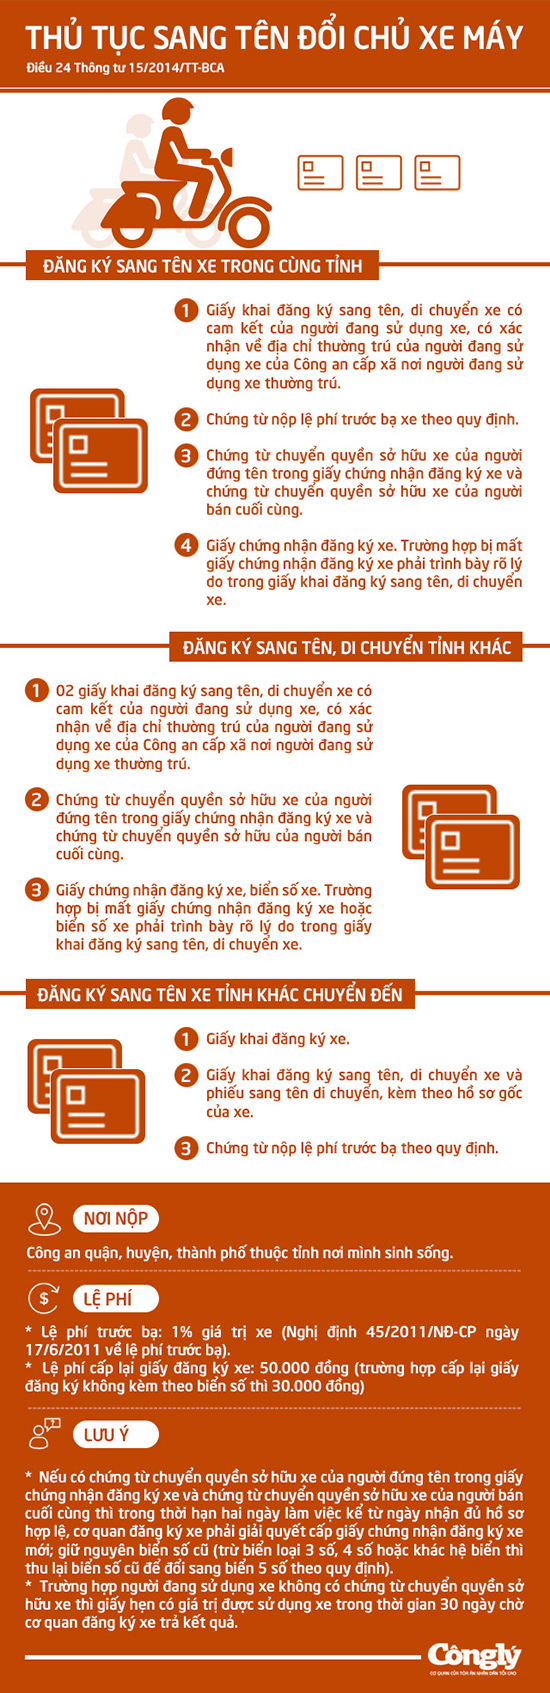 THỦ TỤC SANG TÊN ĐỔI CHỦ XE MÁY
Điều 24 Thông tư 15/2014/TT-BCA
ĐĂNG KÝ SANG TÊN XE TRONG CÙNG TỈNH
1 Giấy khai đăng ký sang tên, di chuyển xe có
cam kết của người đang sử dụng xe, có xác
nhận về địa chỉ thường trú của người đang sử
dụng xe của Công an cấp xã nơi người đang sử
dụng xe thường trú.
2 Chứng từ nộp lệ phí trước bạ xe theo quy định.
3 Chứng từ chuyển quyền sở hữu xe của người
đứng tên trong giấy chứng nhận đăng ký xe và
chứng từ chuyển quyền sở hữu xe của người
bán cuối cùng.
4 Giấy chứng nhận đăng ký xe. Trường hợp bị mất
giấy chứng nhận đăng ký xe phải trình bày rõ lý
do trong giấy khai đăng ký sang tên, di chuyển
xe.
ĐĂNG KÝ SANG TÊN, DI CHUYỂN TỈNH KHÁC
1 02 giấy khai đăng ký sang tên, di chuyển xe có
cam kết của người đang sử dụng xe, có xác
nhận về địa chỉ thường trú của người đang sử
dụng xe của Công an cấp xã nơi người đang sử
dụng xe thường trú.
2 Chứng từ chuyển quyền sở hữu xe của người
đứng tên trong giấy chứng nhận đăng ký xe và
chứng từ chuyển quyền sở hữu của người bán
cuối cùng.
3 Giấy chứng nhận đăng ký xe, biển số xe. Trường
hợp bị mất giấy chứng nhận đăng ký xe hoặc
biển số xe phải trình bày rõ lý do trong giấy
khai đăng ký sang tên, di chuyển xe.
ĐĂNG KÝ SANG TÊN XE TỈNH KHÁC CHUYỂN ĐẾN
1 Giấy khai đăng ký xe.
2 Giấy khai đăng ký sang tên, di chuyển xe và
phiếu sang tên di chuyển, kèm theo hồ sơ gốc
của xe.
3 Chứng từ nộp lệ phí trước bạ theo quy định.
NƠI NỘP
Công an quận, huyện, thành phố thuộc tỉnh nơi mình sinh sống.
$ LỆ PHÍ
* Lệ phí trước bạ: 1% giá trị xe (Nghị định 45/2011/NĐ-CP ngày
17/6/2011 về lệ phí trước bạ).
* Lệ phí cấp lại giấy đăng ký xe: 50.000 đồng (trường hợp cấp lại giấy
đăng ký không kèm theo biển số thì 30.000 đồng)
LƯU Ý
* Nếu có chứng từ chuyển quyền sở hữu xe của người đứng tên trong giấy
chứng nhận đăng ký xe và chứng từ chuyển quyền sở hữu xe của người bán
cuối cùng thì trong thời hạn hai ngày làm việc kể từ ngày nhận đủ hồ sơ
hợp lệ, cơ quan đăng ký xe phải giải quyết cấp giấy chứng nhận đăng ký xe
mới; giữ nguyên biển số cũ (trừ biển loại 3 số, 4 số hoặc khác hệ biển thì
thu lại biển số cũ để đổi sang biển 5 số theo quy định).
* Trường hợp người đang sử dụng xe không có chứng từ chuyển quyền sở
hữu xe thì giấy hẹn có giá trị được sử dụng xe trong thời gian 30 ngày chờ
cơ quan đăng ký xe trả kết quả.
Công lý
CƠ QUAN CỦA TÒA ÁN NHÂN DÂN TỐI CAO